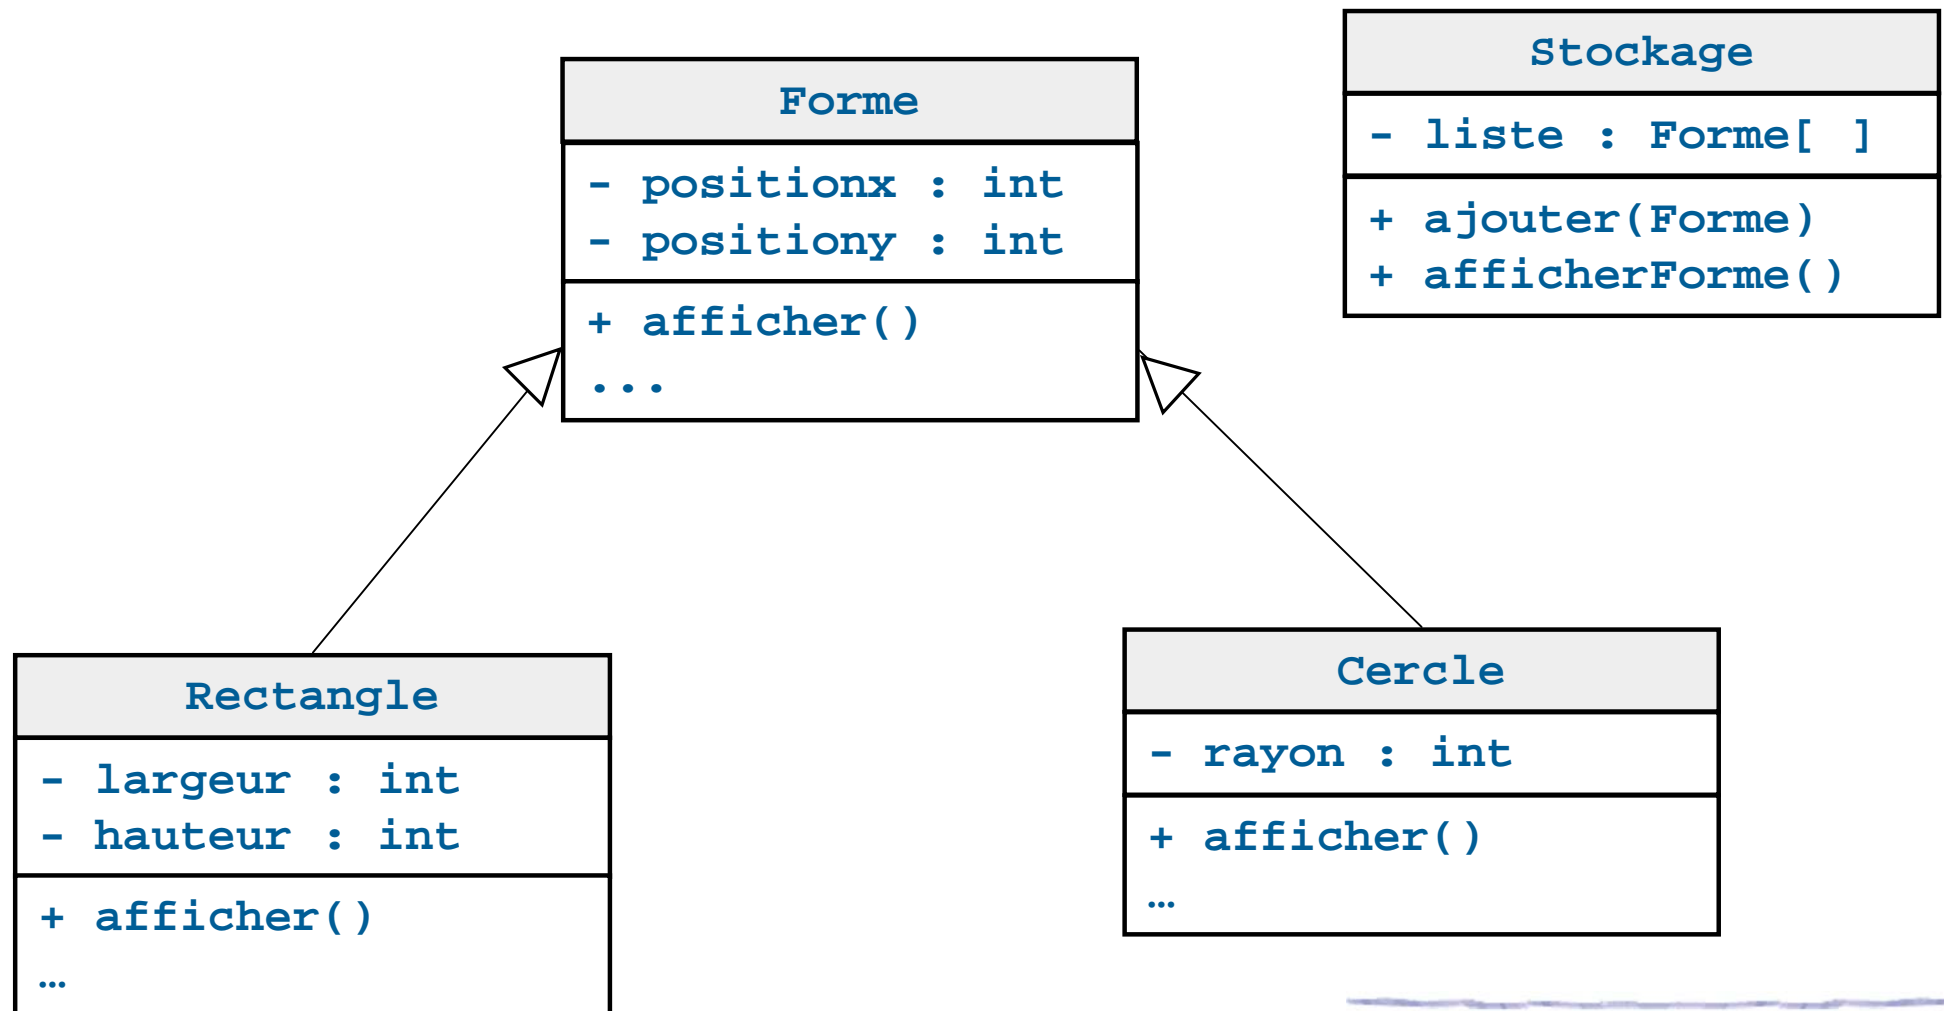 Forme
- positionx : int
- positiony : int
+ afficher()
...
Stockage
- liste : Forme[ ]
+ ajouter(Forme)
+ afficherForme()
Rectangle
- largeur : int
- hauteur : int
+ afficher()
…
Cercle
- rayon : int
+ afficher()
…